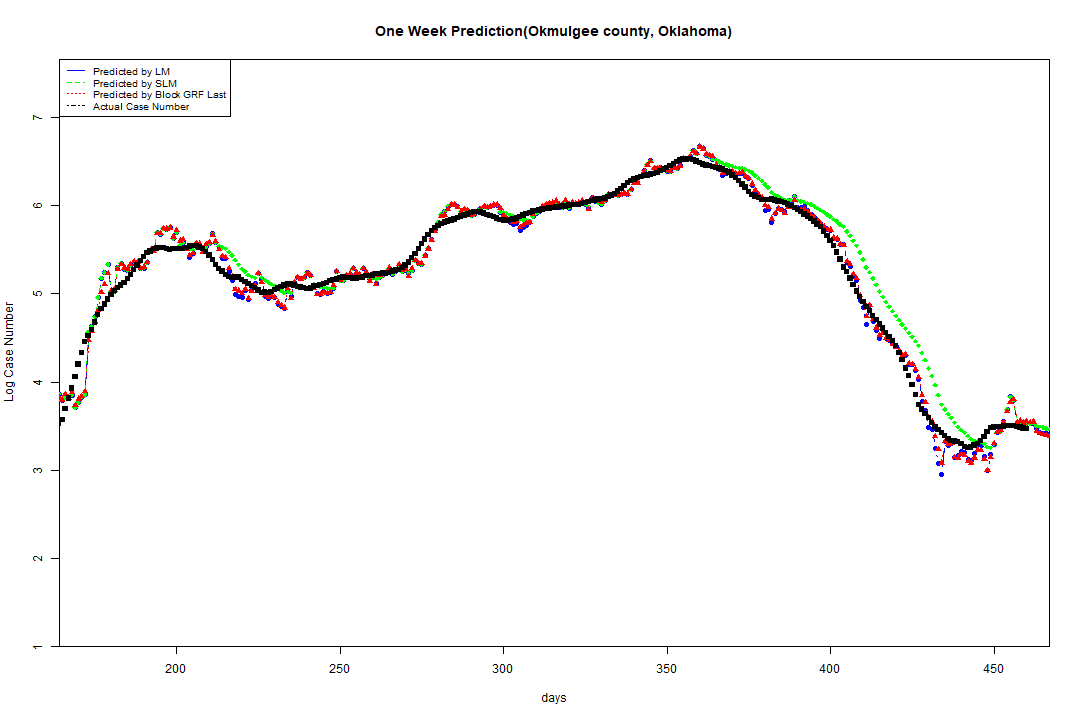 One Week Prediction(Okmulgee county, Oklahoma)
Predicted by LM
Predicted by SLM
Predicted by Block GRF Last
Actual Case Number
7
6
5
4
3
2
1
Log Case Number
200 250 300 350 400 450
days